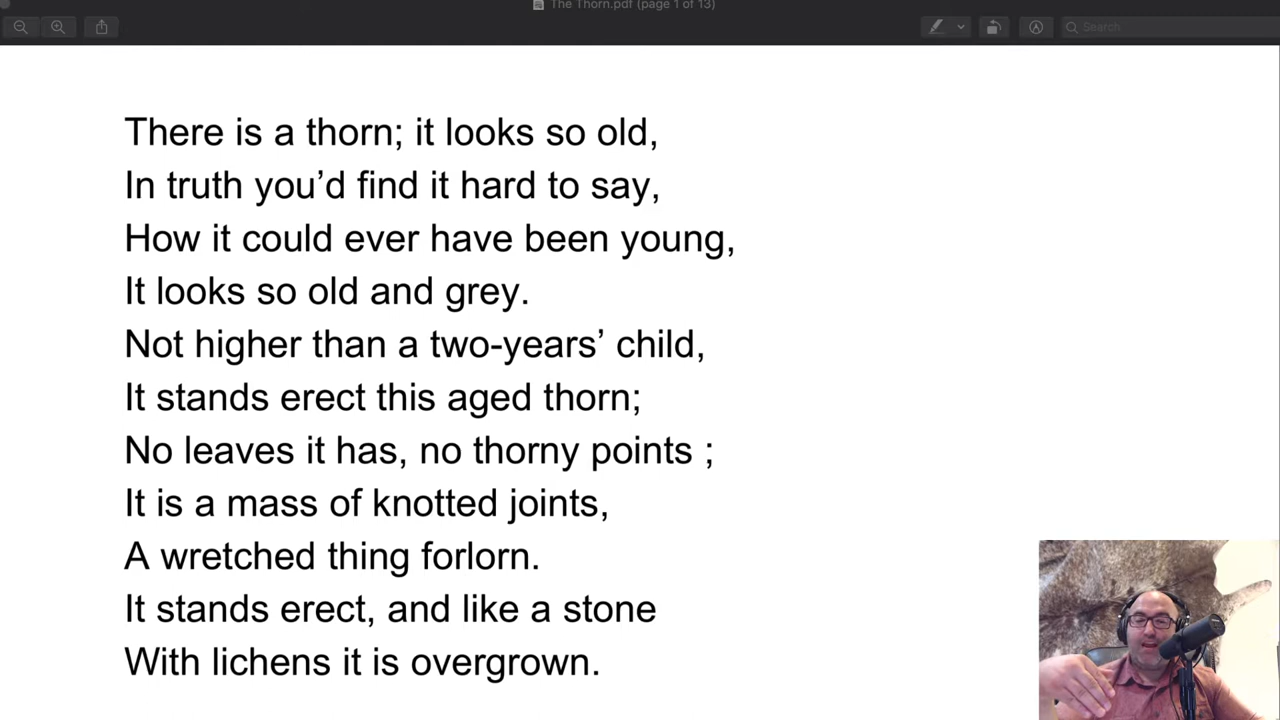 The Thorn.pdf (page 1 of 13)
Search
There is a thorn; it looks so old,
In truth you’d find it hard to say,
How it could ever have been young,
It looks so old and grey.
Not higher than a two-years’ child,
It stands erect this aged thorn;
No leaves it has, no thorny points ;
It is a mass of knotted joints,
A wretched thing forlorn.
It stands erect, and like a stone
With lichens it is overgrown.